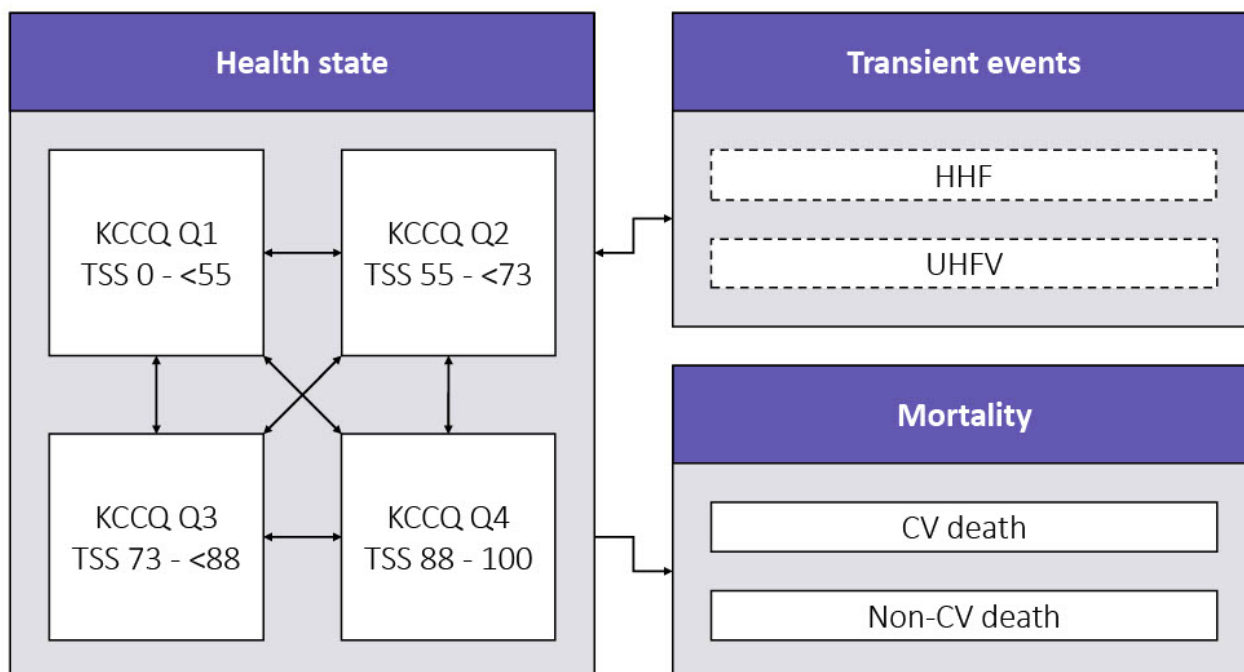 Health state
KCCQ Q1
TSS 0 - <55
KCCQ Q2
TSS 55 - <73
KCCQ Q3
TSS 73 - <88
KCCQ Q4
TSS 88 - 100
Transient events
HHF
UHFV
Mortality
CV death
Non-CV death